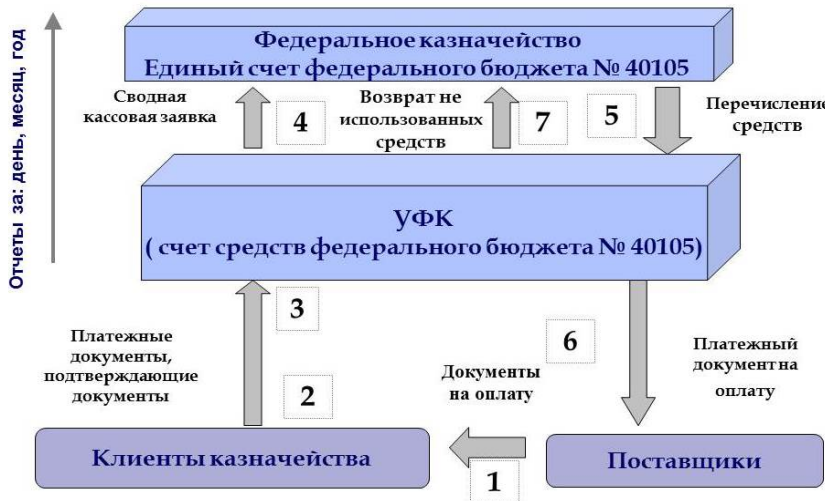 Отчеты за: день, месяц, год
Федеральное казначейство
Единый счет федерального бюджета № 40105
Сводная
кассовая заявка
4
Возврат не
использованных
средств
7
5
Перечисление
средств
УФК
( счет средств федерального бюджета № 40105)
3
Платежные
документы,
подтверждающие
документы
2
6
Документы
на оплату
Платежный
документ на
оплату
Клиенты казначейства
1
Поставщики